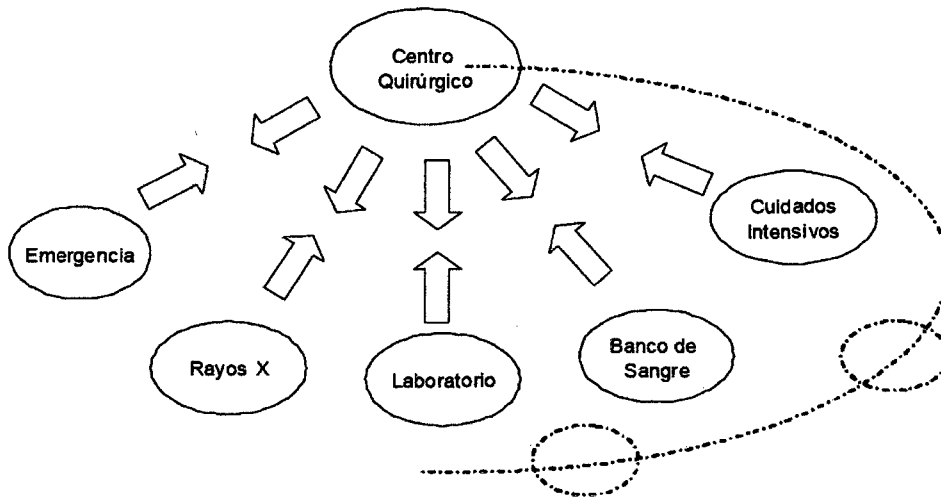 Centro
Quirúrgico
Emergencia
Cuidados
Intensivos
Rayos X
Laboratorio
Banco de
Sangre